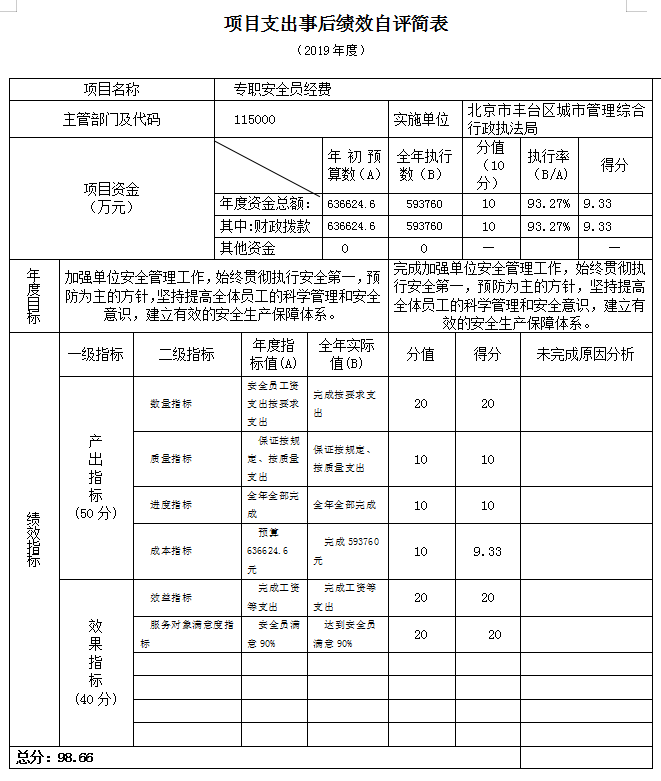 项目支出事后绩效自评简表
（2019年度）
项目名称 专职安全员经费
主管部门及代码 115000 实施单位 北京市丰台区城市管理综合
行政执法局
项目资金
（万元）
年初预
算数(A)
全年执行
数（B）
分值
（10
分）
执行率
（B/A)
得分
年度资金总额： 636624.6 593760 10 93.27% 9.33
其中:财政拨款 636624.6 593760 10 93.27% 9.33
其他资金 0 0 — —
年度目标
加强单位安全管理工作，始终贯彻执行安全第一，预
防为主的方针，坚持提高全体员工的科学管理和安全
意识，建立有效的安全生产保障体系。
完成加强单位安全管理工作，始终贯彻执
行安全第一，预防为主的方针，坚持提高
全体员工的科学管理和安全意识，建立有
效的安全生产保障体系。
绩效指标
一级指标 二级指标
年度指
标值(A)
全年实际
值(B)
分值 得分 未完成原因分析
产出指标
(50分)
数量指标
安全员工资
支出按要求
支出
完成按要求支
出
20 20
质量指标
保证按规
定、按质量
支出
保证按规定、
按质量支出
10 10
进度指标
全年全部完
成
全年全部完成
10 10
成本指标
预算
636624.6
元
完成593760
元
10 9.33
效果指标
(40分)
效益指标
完成工资
等支出
完成工资等
支出
20 20
服务对象满意度指
标
安全员满
意90%
达到安全员
满意90%
20 20
总分：98.66